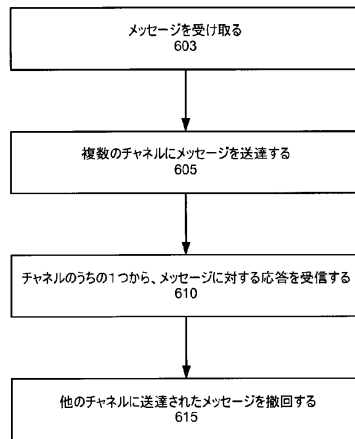 メッセージを受け取る
603
複数のチャネルにメッセージを送達する
605
チャネルのうちの1つから、メッセージに対する応答を受信する
610
他のチャネルに送達されたメッセージを撤回する
615